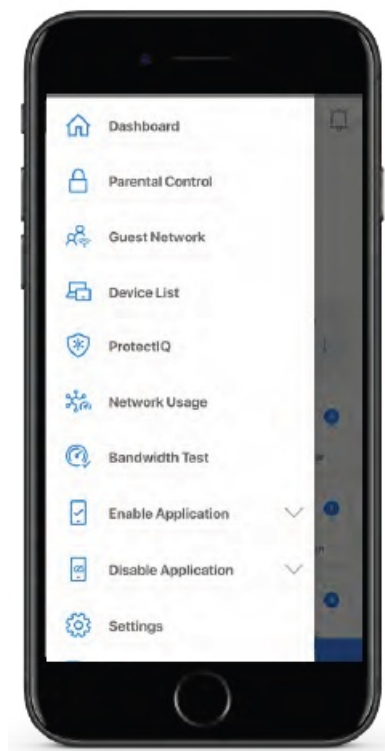 Dashboard
Parental Control
Guest Network
Device List
ProtectIQ
Network Usage
Bandwidth Test
Enable Application
Disable Application
Settings